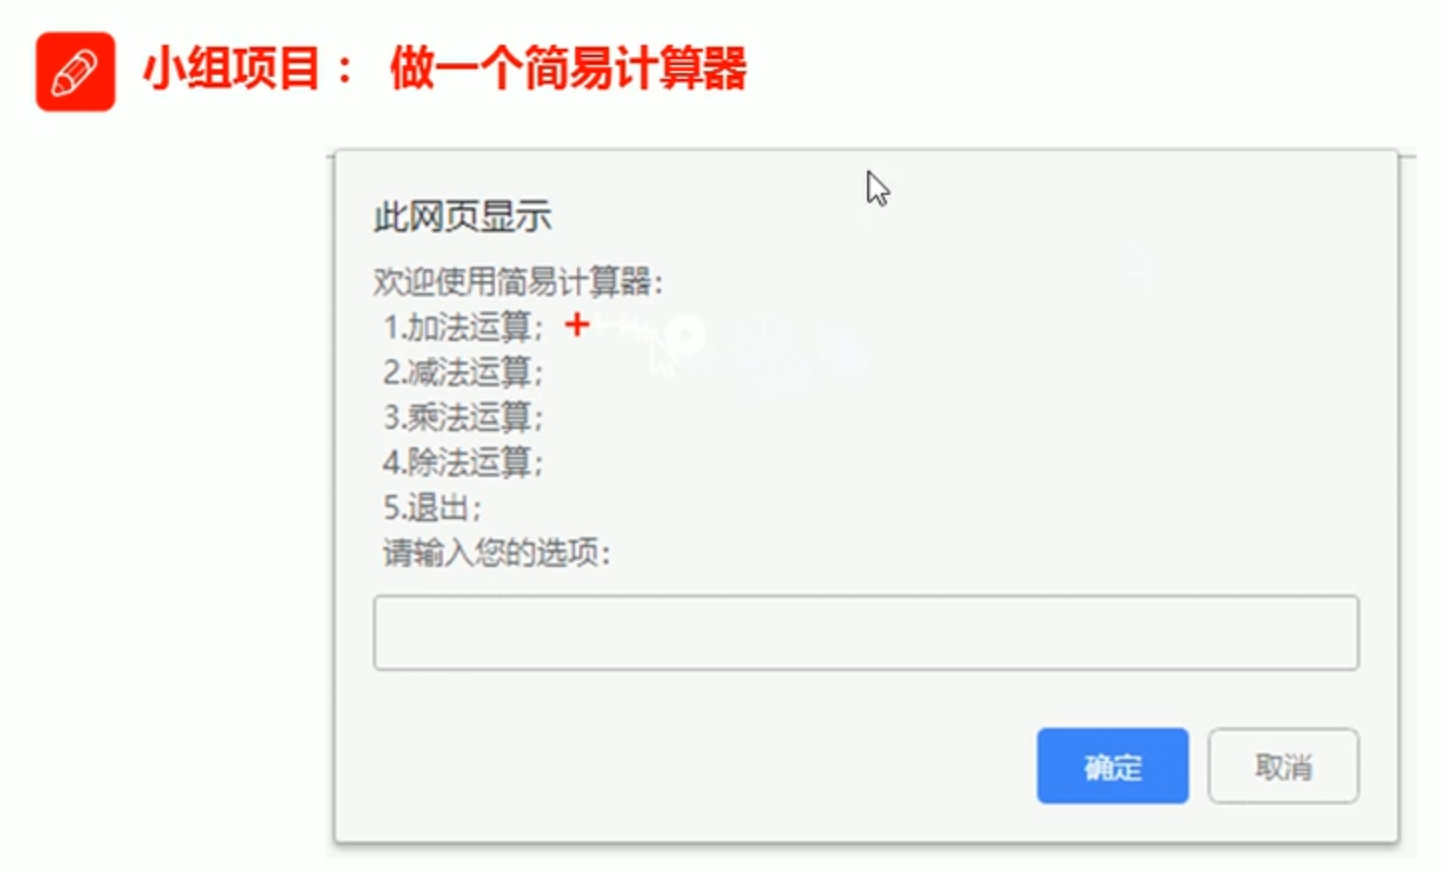 小组项目： 做一个简易计算器
此网页显示
欢迎使用简易计算器：
1.加法运算； +
2.减法运算；
3.乘法运算；
4.除法运算；
5.退出；
请输入您的选项：
确定 取消